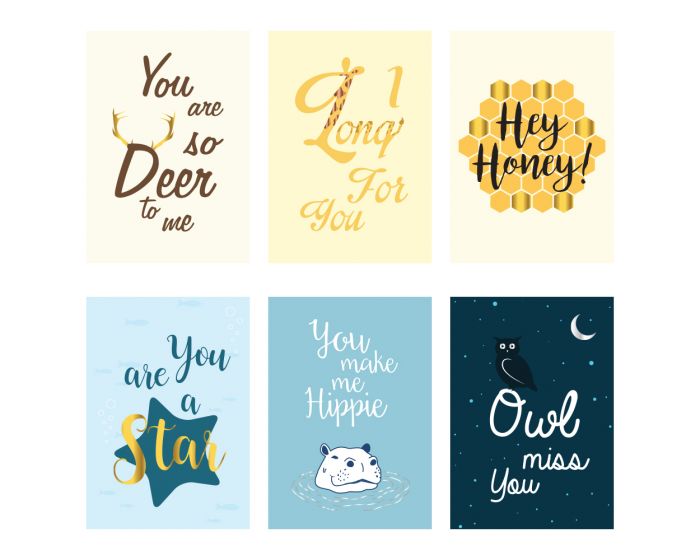 You
are
so
Deer
to
me
I
Long
For
You
Hey
Honey!
You
are
a
Star
You
make
me
Hippie
Owl
miss
You